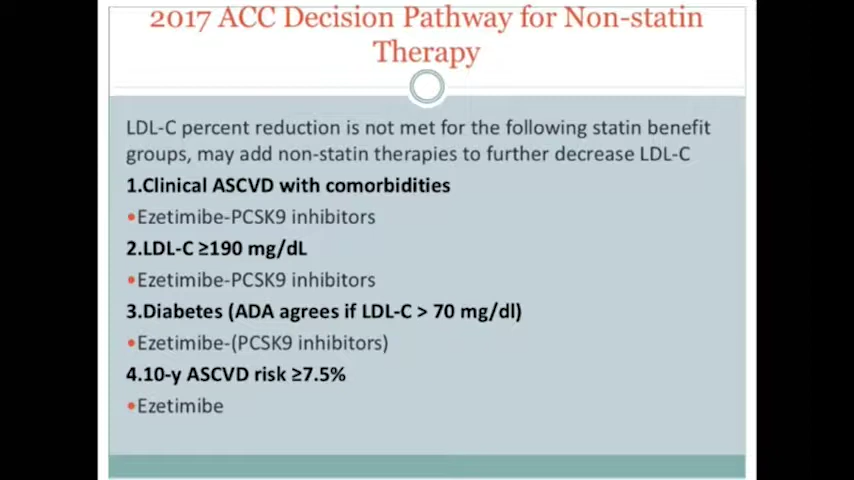 2017 ACC Decision Pathway for Non-statin
Therapy
LDL-C percent reduction is not met for the following statin benefit
groups, may add non-statin therapies to further decrease LDL-C
1.Clinical ASCVD with comorbidities
•Ezetimibe-PCSK9 inhibitors
2.LDL-C ≥190 mg/dL
•Ezetimibe-PCSK9 inhibitors
3.Diabetes (ADA agrees if LDL-C > 70 mg/dl)
•Ezetimibe-(PCSK9 inhibitors)
4.10-y ASCVD risk ≥7.5%
•Ezetimibe